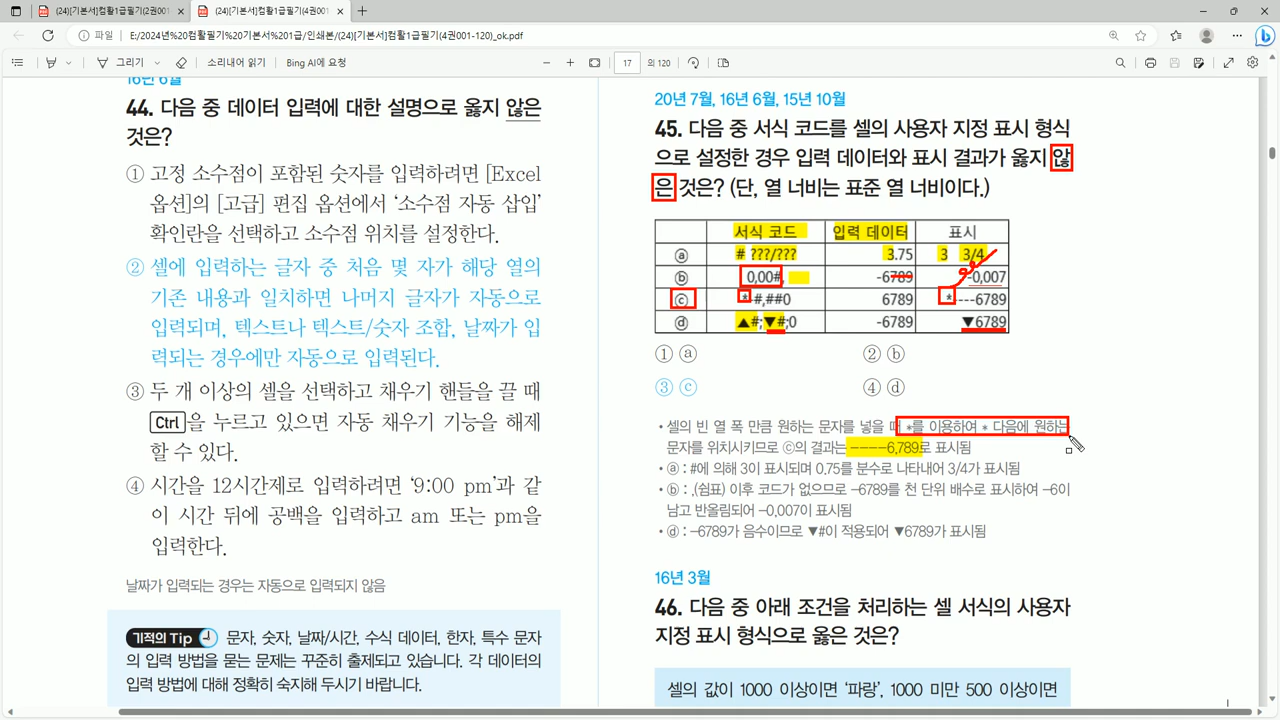 (24)[기본서]컴활1급필기(2권001
(24)[기본서]컴활1급필기(4권001-
파일
E:/2024년%20컴활필기%20기본서%201급/인쇄본/(24)[기본서]컴활1급필기(4권001-120)_ok.pdf
그리기
소리내어 읽기
Bing AI에 요청
17
의 120
16년 6월
44. 다음 중 데이터 입력에 대한 설명으로 옳지 않은
것은?
① 고정 소수점이 포함된 숫자를 입력하려면 [Excel
옵션]의 [고급] 편집 옵션에서 ‘소수점 자동 삽입’
확인란을 선택하고 소수점 위치를 설정한다.
② 셀에 입력하는 글자 중 처음 몇 자가 해당 열의
기존 내용과 일치하면 나머지 글자가 자동으로
입력되며, 텍스트나 텍스트/숫자 조합, 날짜가 입
력되는 경우에만 자동으로 입력된다.
③ 두 개 이상의 셀을 선택하고 채우기 핸들을 끌 때
Ctrl 을 누르고 있으면 자동 채우기 기능을 해제
할 수 있다.
④ 시간을 12시간제로 입력하려면 ‘9:00 pm’과 같
이 시간 뒤에 공백을 입력하고 am 또는 pm을
입력한다.
날짜가 입력되는 경우는 자동으로 입력되지 않음
기적의 Tip 문자, 숫자, 날짜/시간, 수식 데이터, 한자, 특수 문자
의 입력 방법을 묻는 문제는 꾸준히 출제되고 있습니다. 각 데이터의
입력 방법에 대해 정확히 숙지해 두시기 바랍니다.
20년 7월, 16년 6월, 15년 10월
45. 다음 중 서식 코드를 셀의 사용자 지정 표시 형식
으로 설정한 경우 입력 데이터와 표시 결과가 옳지 않
은 것은? (단, 열 너비는 표준 열 너비이다.)
서식 코드 입력 데이터 표시
ⓐ # ???/??? 3.75 3 3/4
ⓑ 0,00#, -6789 -0,007
ⓒ *-#,##0 6789 *----6789
ⓓ ▲#;▼#;0 -6789 ▼6789
① ⓐ ② ⓑ
③ ⓒ ④ ⓓ
• 셀의 빈 열 폭 만큼 원하는 문자를 넣을 때 *를 이용하여 * 다음에 원하는
문자를 위치시키므로 ⓒ의 결과는 ----6,789로 표시됨
• ⓐ : #에 의해 3이 표시되며 0.75를 분수로 나타내어 3/4가 표시됨
• ⓑ : ,(쉼표) 이후 코드가 없으므로 -6789를 천 단위 배수로 표시하여 -6이
남고 반올림되어 -0,007이 표시됨
• ⓓ : -6789가 음수이므로 ▼#이 적용되어 ▼6789가 표시됨
16년 3월
46. 다음 중 아래 조건을 처리하는 셀 서식의 사용자
지정 표시 형식으로 옳은 것은?
셀의 값이 1000 이상이면 ‘파랑’, 1000 미만 500 이상이면